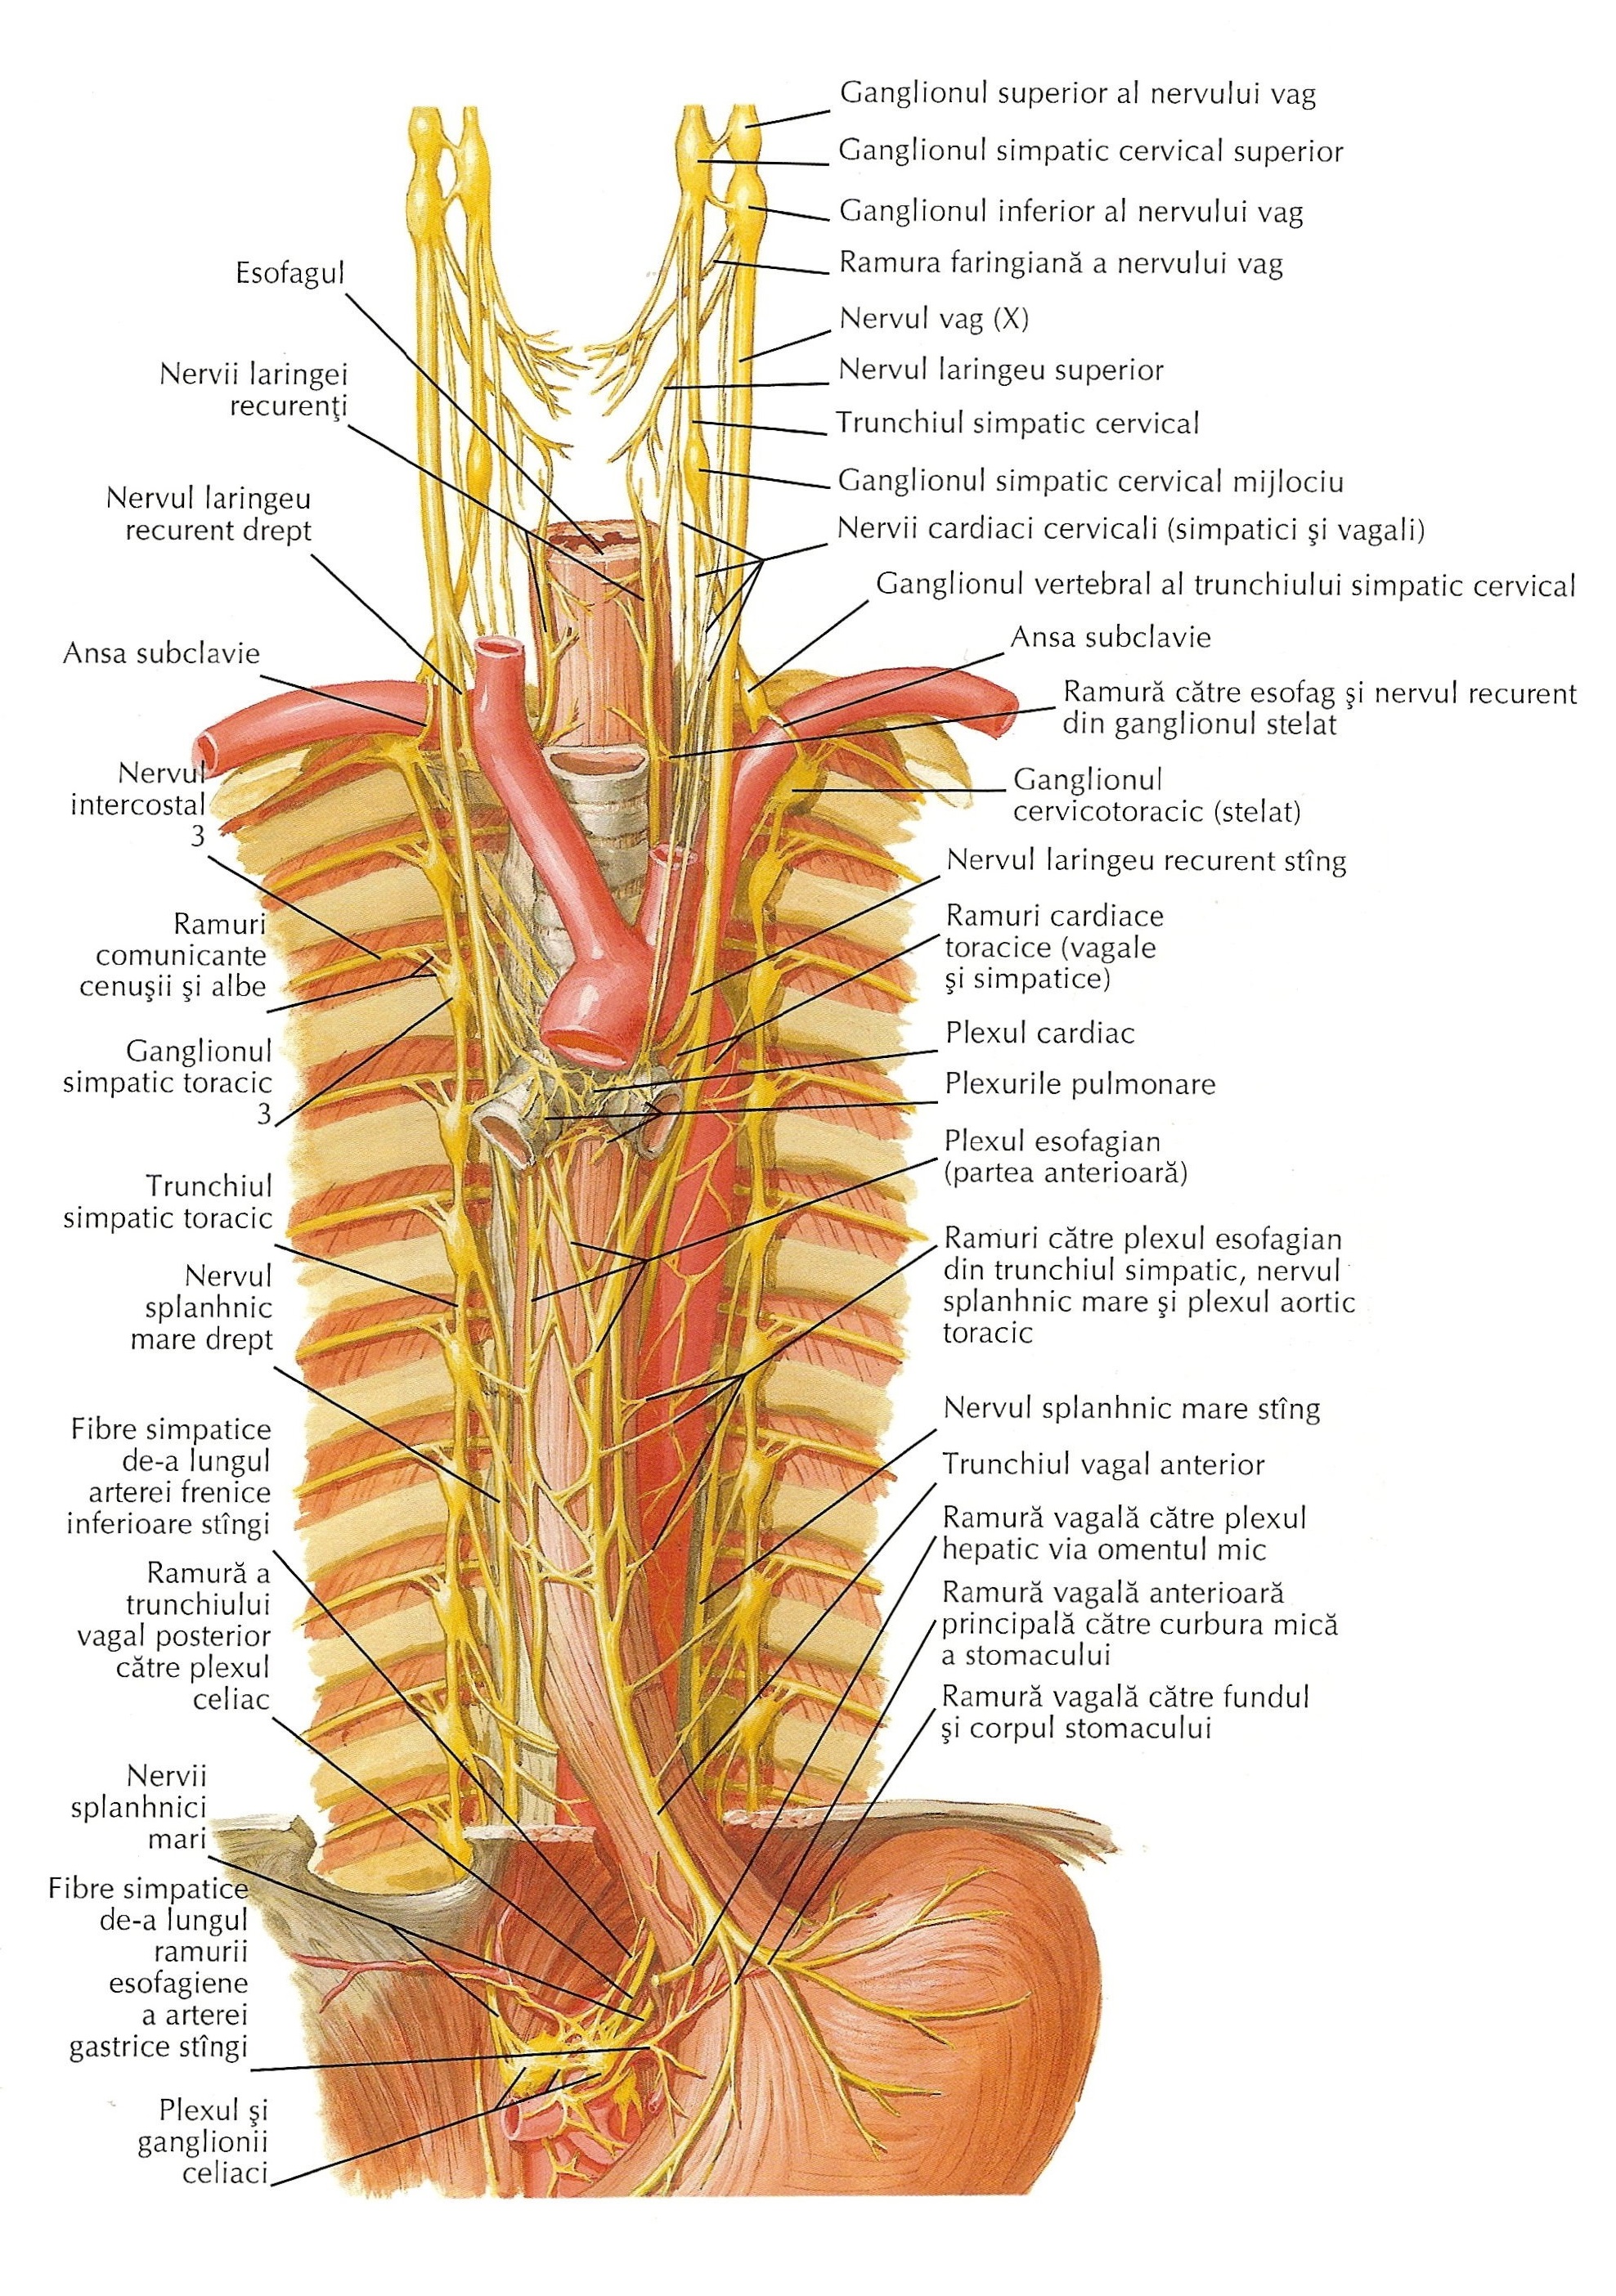 Ganglionul superior al nervului vag
Ganglionul simpatic cervical superior
Ganglionul inferior al nervului vag
Ramura faringiană a nervului vag
Nervul vag (X)
Nervul laringeu superior
Trunchiul simpatic cervical
Ganglionul simpatic cervical mijlociu
Nervii cardiaci cervicali (simpatici şi vagali)
Ganglionul vertebral al trunchiului simpatic cervical
Ansa subclavie
Ramură către esofag şi nervul recurent
din ganglionul stelat
Ganglionul
cervicotoracic (stelat)
Nervul laringeu recurent stîng
Ramuri cardiace
toracice (vagale
şi simpatice)
Plexul cardiac
Plexurile pulmonare
Plexul esofagian
(partea anterioară)
Ramuri către plexul esofagian
din trunchiul simpatic, nervul
splanhnic mare şi plexul aortic
toracic
Nervul splanhnic mare stîng
Trunchiul vagal anterior
Ramură vagală către plexul
hepatic via omentul mic
Ramură vagală anterioară
principală către curbura mică
a stomacului
Ramură vagală către fundul
şi corpul stomacului
Esofagul
Nervii laringei
recurenţi
Nervul laringeu
recurent drept
Ansa subclavie
Nervul
intercostal
3
Ramuri
comunicante
cenuşii şi albe
Ganglionul
simpatic toracic
3
Trunchiul
simpatic toracic
Nervul
splanhnic
mare drept
Fibre simpatice
de-a lungul
arterei frenice
inferioare stîngi
Ramură a
trunchiului
vagal posterior
către plexul
celiac
Nervii
splanhnici
mari
Fibre simpatice
de-a lungul
ramurii
esofagiene
a arterei
gastrice stîngi
Plexul şi
ganglionii
celiaci